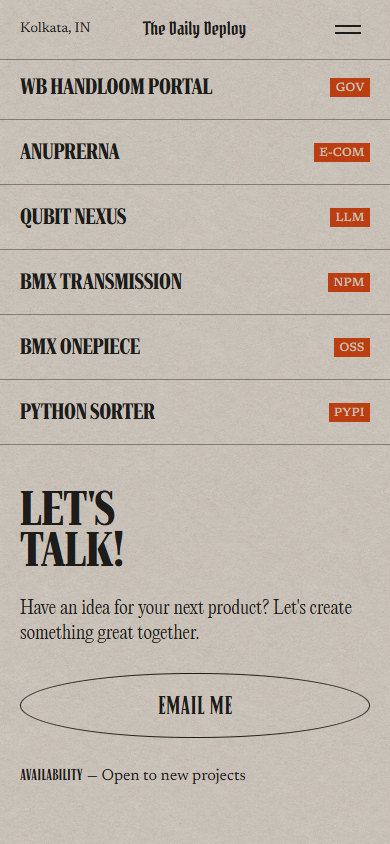 Kolkata, IN
The Daily Deploy
WB HANDLOOM PORTAL
GOV
ANUPRERNA
E-COM
QUBIT NEXUS
LLM
BMX TRANSMISSION
NPM
BMX ONEPIECE
OSS
PYTHON SORTER
PYPI
LET'S
TALK!
Have an idea for your next product? Let's create
something great together.
EMAIL ME
AVAILABILITY — Open to new projects